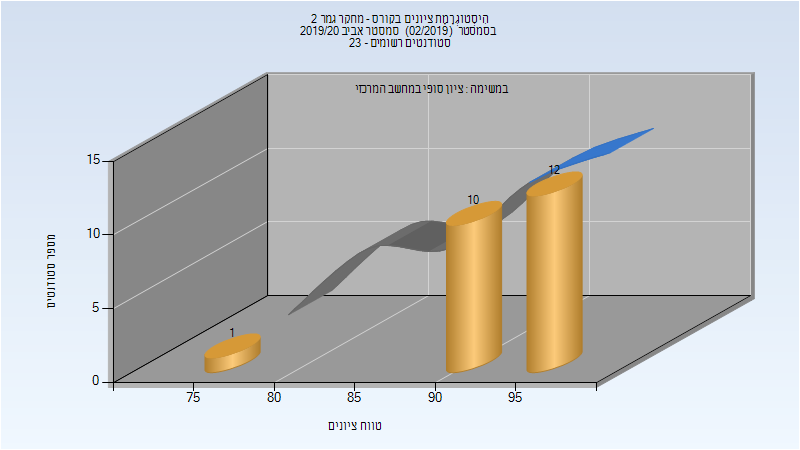 היסטוגרמת ציונים בקורס - מחקר גמר 2
בסמסטר (02/2019) סמסטר אביב 2019/20
סטודנטים רשומים - 23
במשימה : ציון סופי במחשב המרכזי
15
10
5
0
מספר סטודנטים
1
10
12
75
80
85
90
95
טווח ציונים